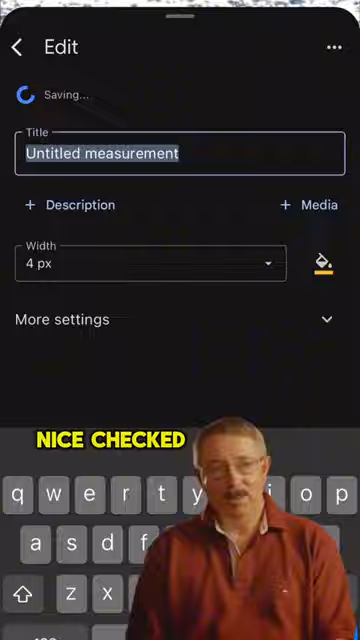 Edit
Saving...
Title
Untitled measurement
+ Description + Media
Width
4 px
More settings
NICE CHECKED
q w e r t y i o p
a s d f
z x